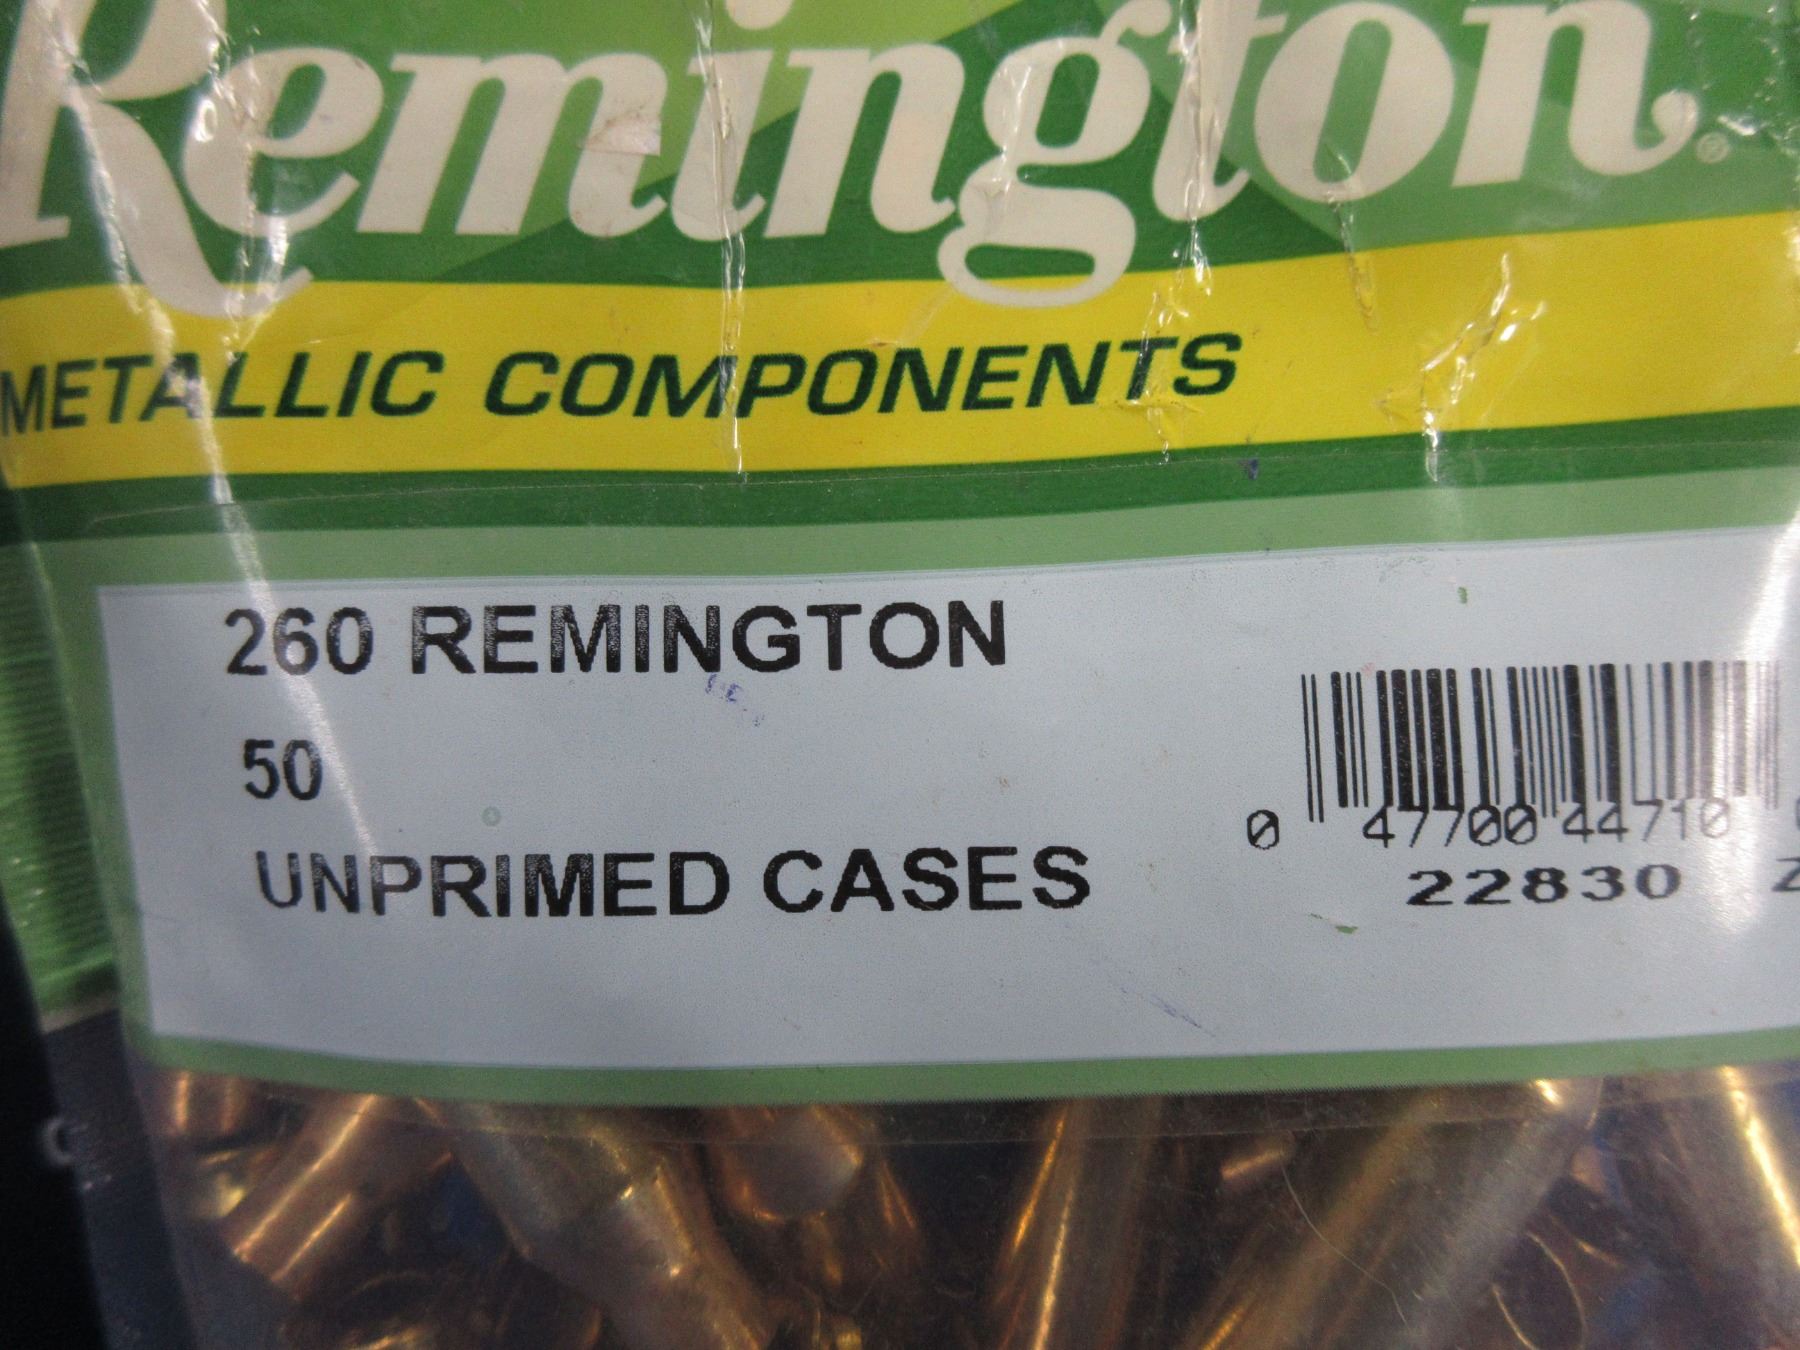 Remington®
METALLIC COMPONENTS
260 REMINGTON
50
UNPRIMED CASES
0 47700 44710
22830